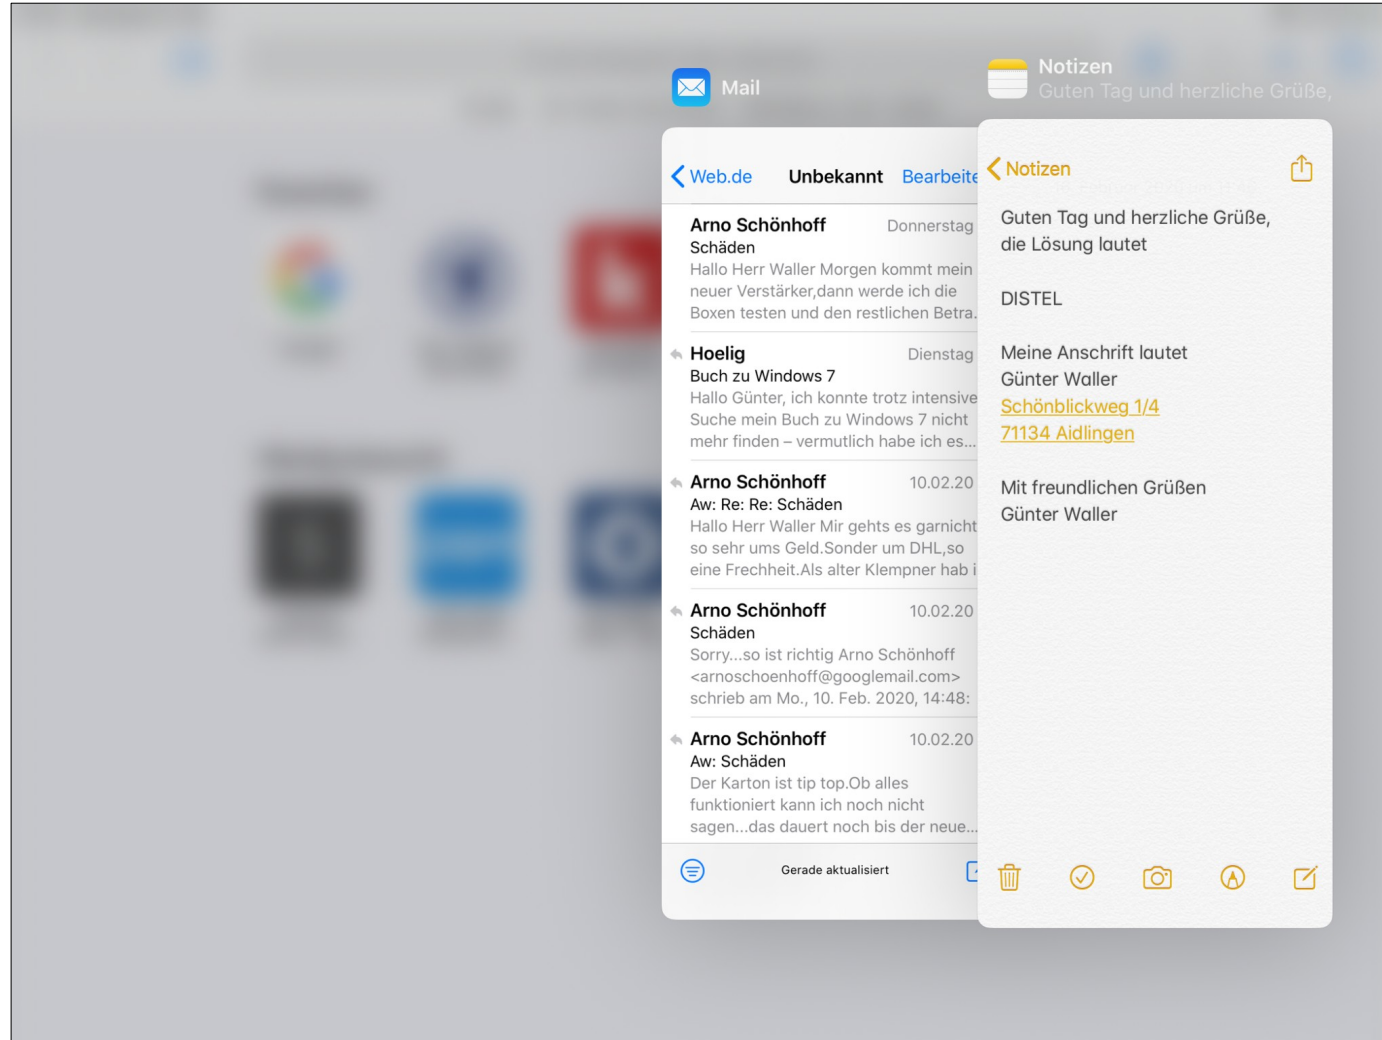 Mail
Web.de
Unbekannt
Arno Schönhoff
Donnerstag
Schäden
Hallo Herr Waller Morgen kommt mein
neuer Verstärker,dann werde ich die
Boxen testen und den restlichen
Hoelig
Dienstag
Buch zu Windows 7
Hallo Günter, ich konnte trotz
Suche mein Buch zu Windows 7 nicht
mehr finden – vermutlich habe ich es...
Arno Schönhoff
10.02.20
Aw: Re: Re: Schäden
Hallo Herr Waller Mir gehts es garnicht
so sehr ums Geld.Sonder um DHL,so
eine Frechheit.Als alter Klempner hab
Arno Schönhoff
10.02.20
Schäden
Sorry...so ist richtig Arno Schönhoff
<arnoschoenhoff@googlemail.com>
schrieb am Mo., 10. Feb. 2020, 14:48:
Arno Schönhoff
10.02.20
Aw: Schäden
Der Karton ist tip top.Ob alles
funktioniert kann ich noch nicht
sagen...das dauert noch bis der neue...
Gerade aktualisiert
Notizen
Guten Tag und herzliche Grüße,
Notizen
Guten Tag und herzliche Grüße,
die Lösung lautet
DISTEL
Meine Anschrift lautet
Günter Waller
Schönblickweg 1/4
71134 Aidlingen
Mit freundlichen Grüßen
Günter Waller